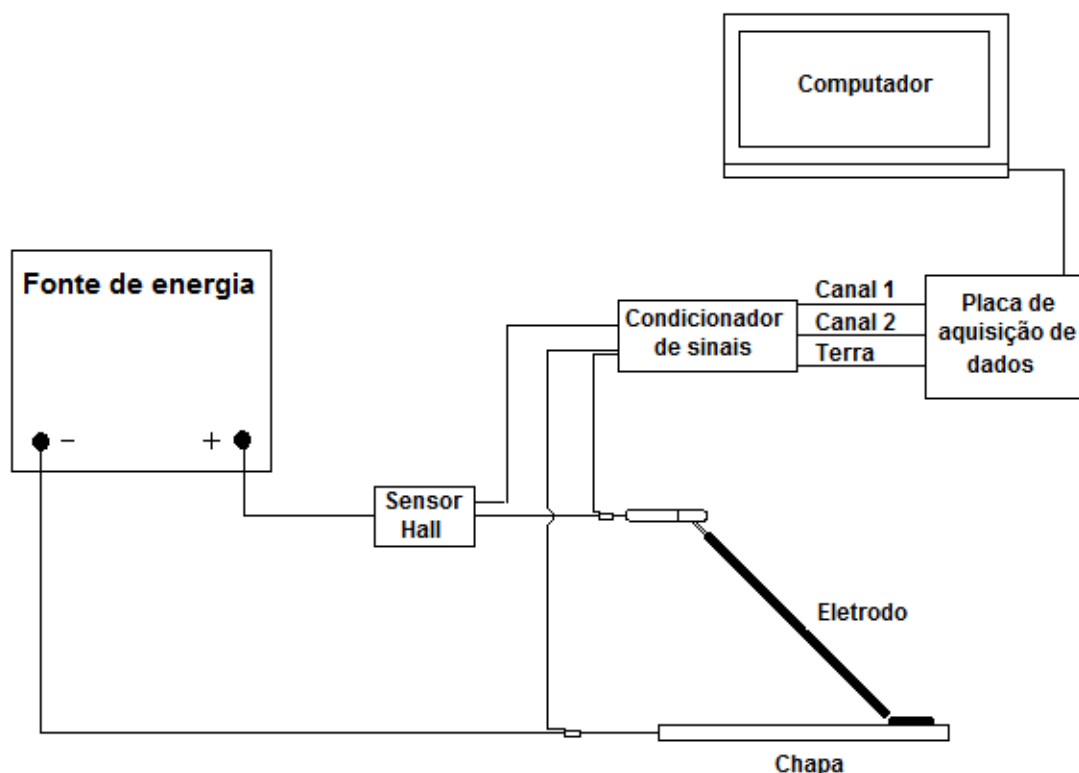 Computador
Fonte de energia
Canal 1
Canal 2
Terra
Condicionador
de sinais
Placa de
aquisição de
dados
−
+
Sensor
Hall
Eletrodo
Chapa